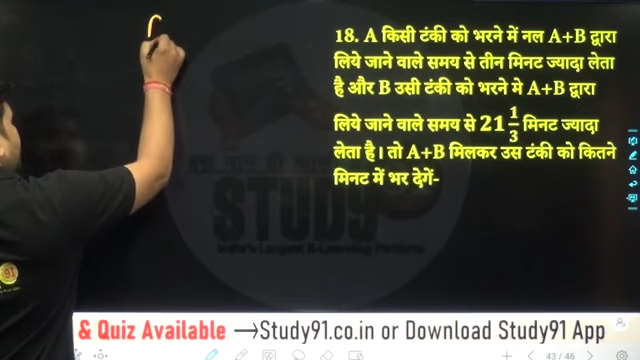 18. A किसी टंकी को भरने में नल A+B द्वारा
लिये जाने वाले समय से तीन मिनट ज्यादा लेता
है और B उसी टंकी को भरने मे A+B द्वारा
लिये जाने वाले समय से 21 1/3 मिनट ज्यादा
लेता है। तो A+B मिलकर उस टंकी को कितने
मिनट में भर देगें-
STUDY
India's Largest E-Learning Platform
91
& Quiz Available →Study91.co.in or Download Study91 App
43 / 46